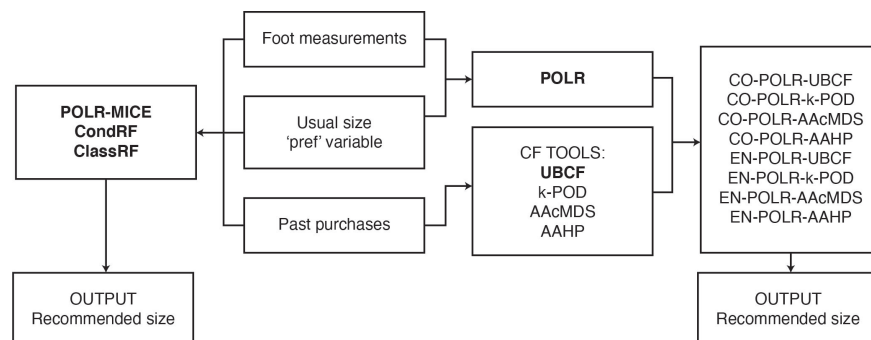 Foot measurements
Usual size
'pref' variable
Past purchases
POLR-MICE
CondRF
ClassRF
OUTPUT
Recommended size
POLR
CF TOOLS:
UBCF
k-POD
AAcMDS
AAHP
CO-POLR-UBCF
CO-POLR-k-POD
CO-POLR-AAcMDS
CO-POLR-AAHP
EN-POLR-UBCF
EN-POLR-k-POD
EN-POLR-AAcMDS
EN-POLR-AAHP
OUTPUT
Recommended size